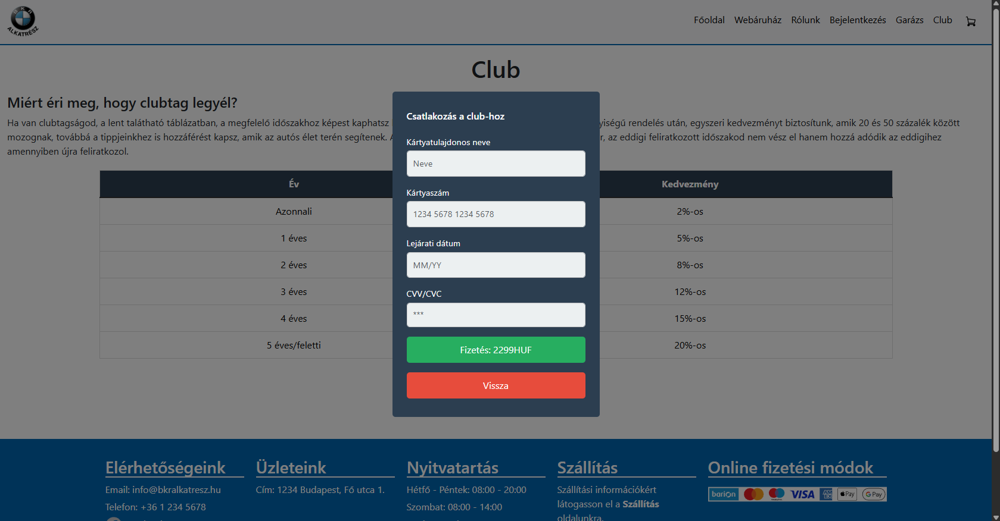 BKR
ALKATRÉSZ
Főoldal Webáruház Rólunk Bejelentkezés Garázs Club
Club
Miért éri meg, hogy clubtag legyél?
Ha van clubtagságod, a lent talátható táblázatban, a megfelelő időszakhoz képest kaphatsz
yiségű rendelés után, egyszeri kedvezményt biztosítunk, amik 20 és 50 százalék között
mozognak, továbbá a tippjeinkhez is hozzáférést kapsz, amik az autós élet terén segítenek.
r, az eddigi feliratkozott időszakod nem vész el hanem hozzá adódik az eddigihez
amennyiben újra feliratkozol.
Év Kedvezmény
Azonnali 2%-os
1 éves 5%-os
2 éves 8%-os
3 éves 12%-os
4 éves 15%-os
5 éves/feletti 20%-os
Csatlakozás a club-hoz
Kártyatulajdonos neve
Neve
Kártyaszám
1234 5678 1234 5678
Lejárati dátum
MM/YY
CVV/CVC
***
Fizetés: 2299HUF
Vissza
Elérhetőségeink
Email: info@bkralkatresz.hu
Telefon: +36 1 234 5678
Üzleteink
Cím: 1234 Budapest, Fő utca 1.
Nyitvatartás
Hétfő - Péntek: 08:00 - 20:00
Szombat: 08:00 - 14:00
Szállítás
Szállítási információkért
látogasson el a Szállítás
oldalunkra.
Online fizetési módok
barion VISA AMEX Pay G Pay